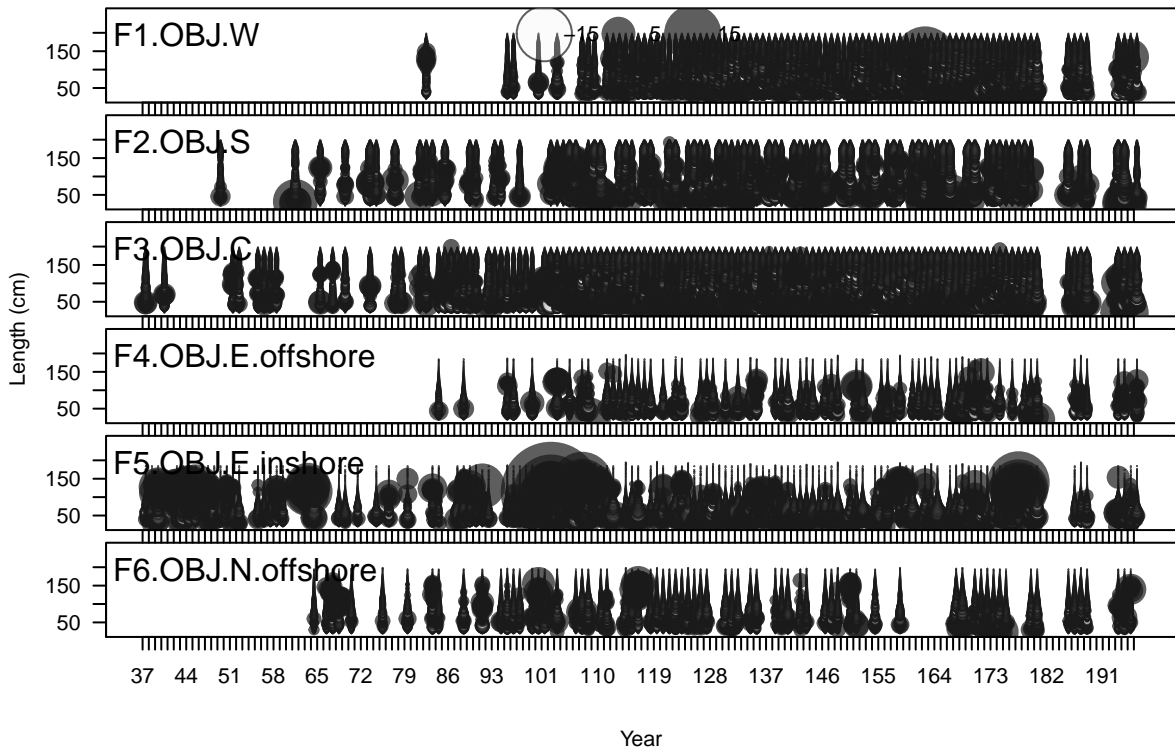 F1.OBJ.W
−15 5 15
150
50
F2.OBJ.S
150
50
F3.OBJ.C
150
50
Length (cm)
F4.OBJ.E.offshore
150
50
F5.OBJ.E.inshore
150
50
F6.OBJ.N.offshore
150
50
37 44 51 58 65 72 79 86 93 101 110 119 128 137 146 155 164 173 182 191
Year